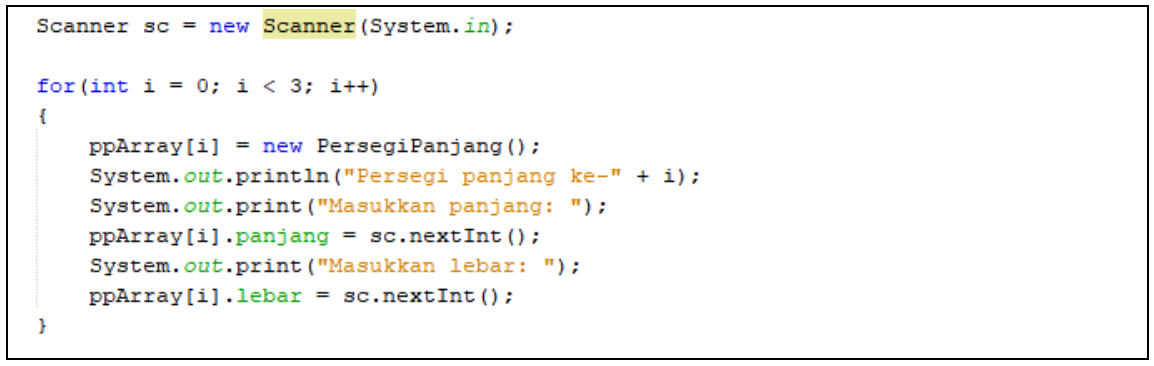 Scanner sc = new Scanner(System.in);
for(int i = 0; i < 3; i++)
{
ppArray[i] = new PersegiPanjang();
System.out.println("Persegi panjang ke-" + i);
System.out.print("Masukkan panjang: ");
ppArray[i].panjang = sc.nextInt();
System.out.print("Masukkan lebar: ");
ppArray[i].lebar = sc.nextInt();
}